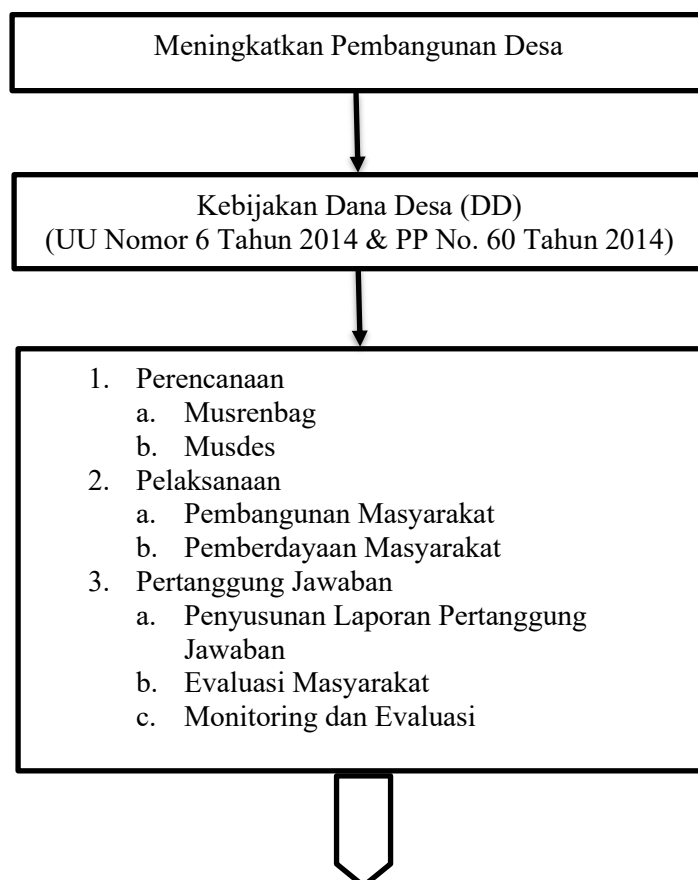 Meningkatkan Pembangunan Desa
Kebijakan Dana Desa (DD)
(UU Nomor 6 Tahun 2014 & PP No. 60 Tahun 2014)
1. Perencanaan
a. Musrenbag
b. Musdes
2. Pelaksanaan
a. Pembangunan Masyarakat
b. Pemberdayaan Masyarakat
3. Pertanggung Jawaban
a. Penyusunan Laporan Pertanggung
Jawaban
b. Evaluasi Masyarakat
c. Monitoring dan Evaluasi